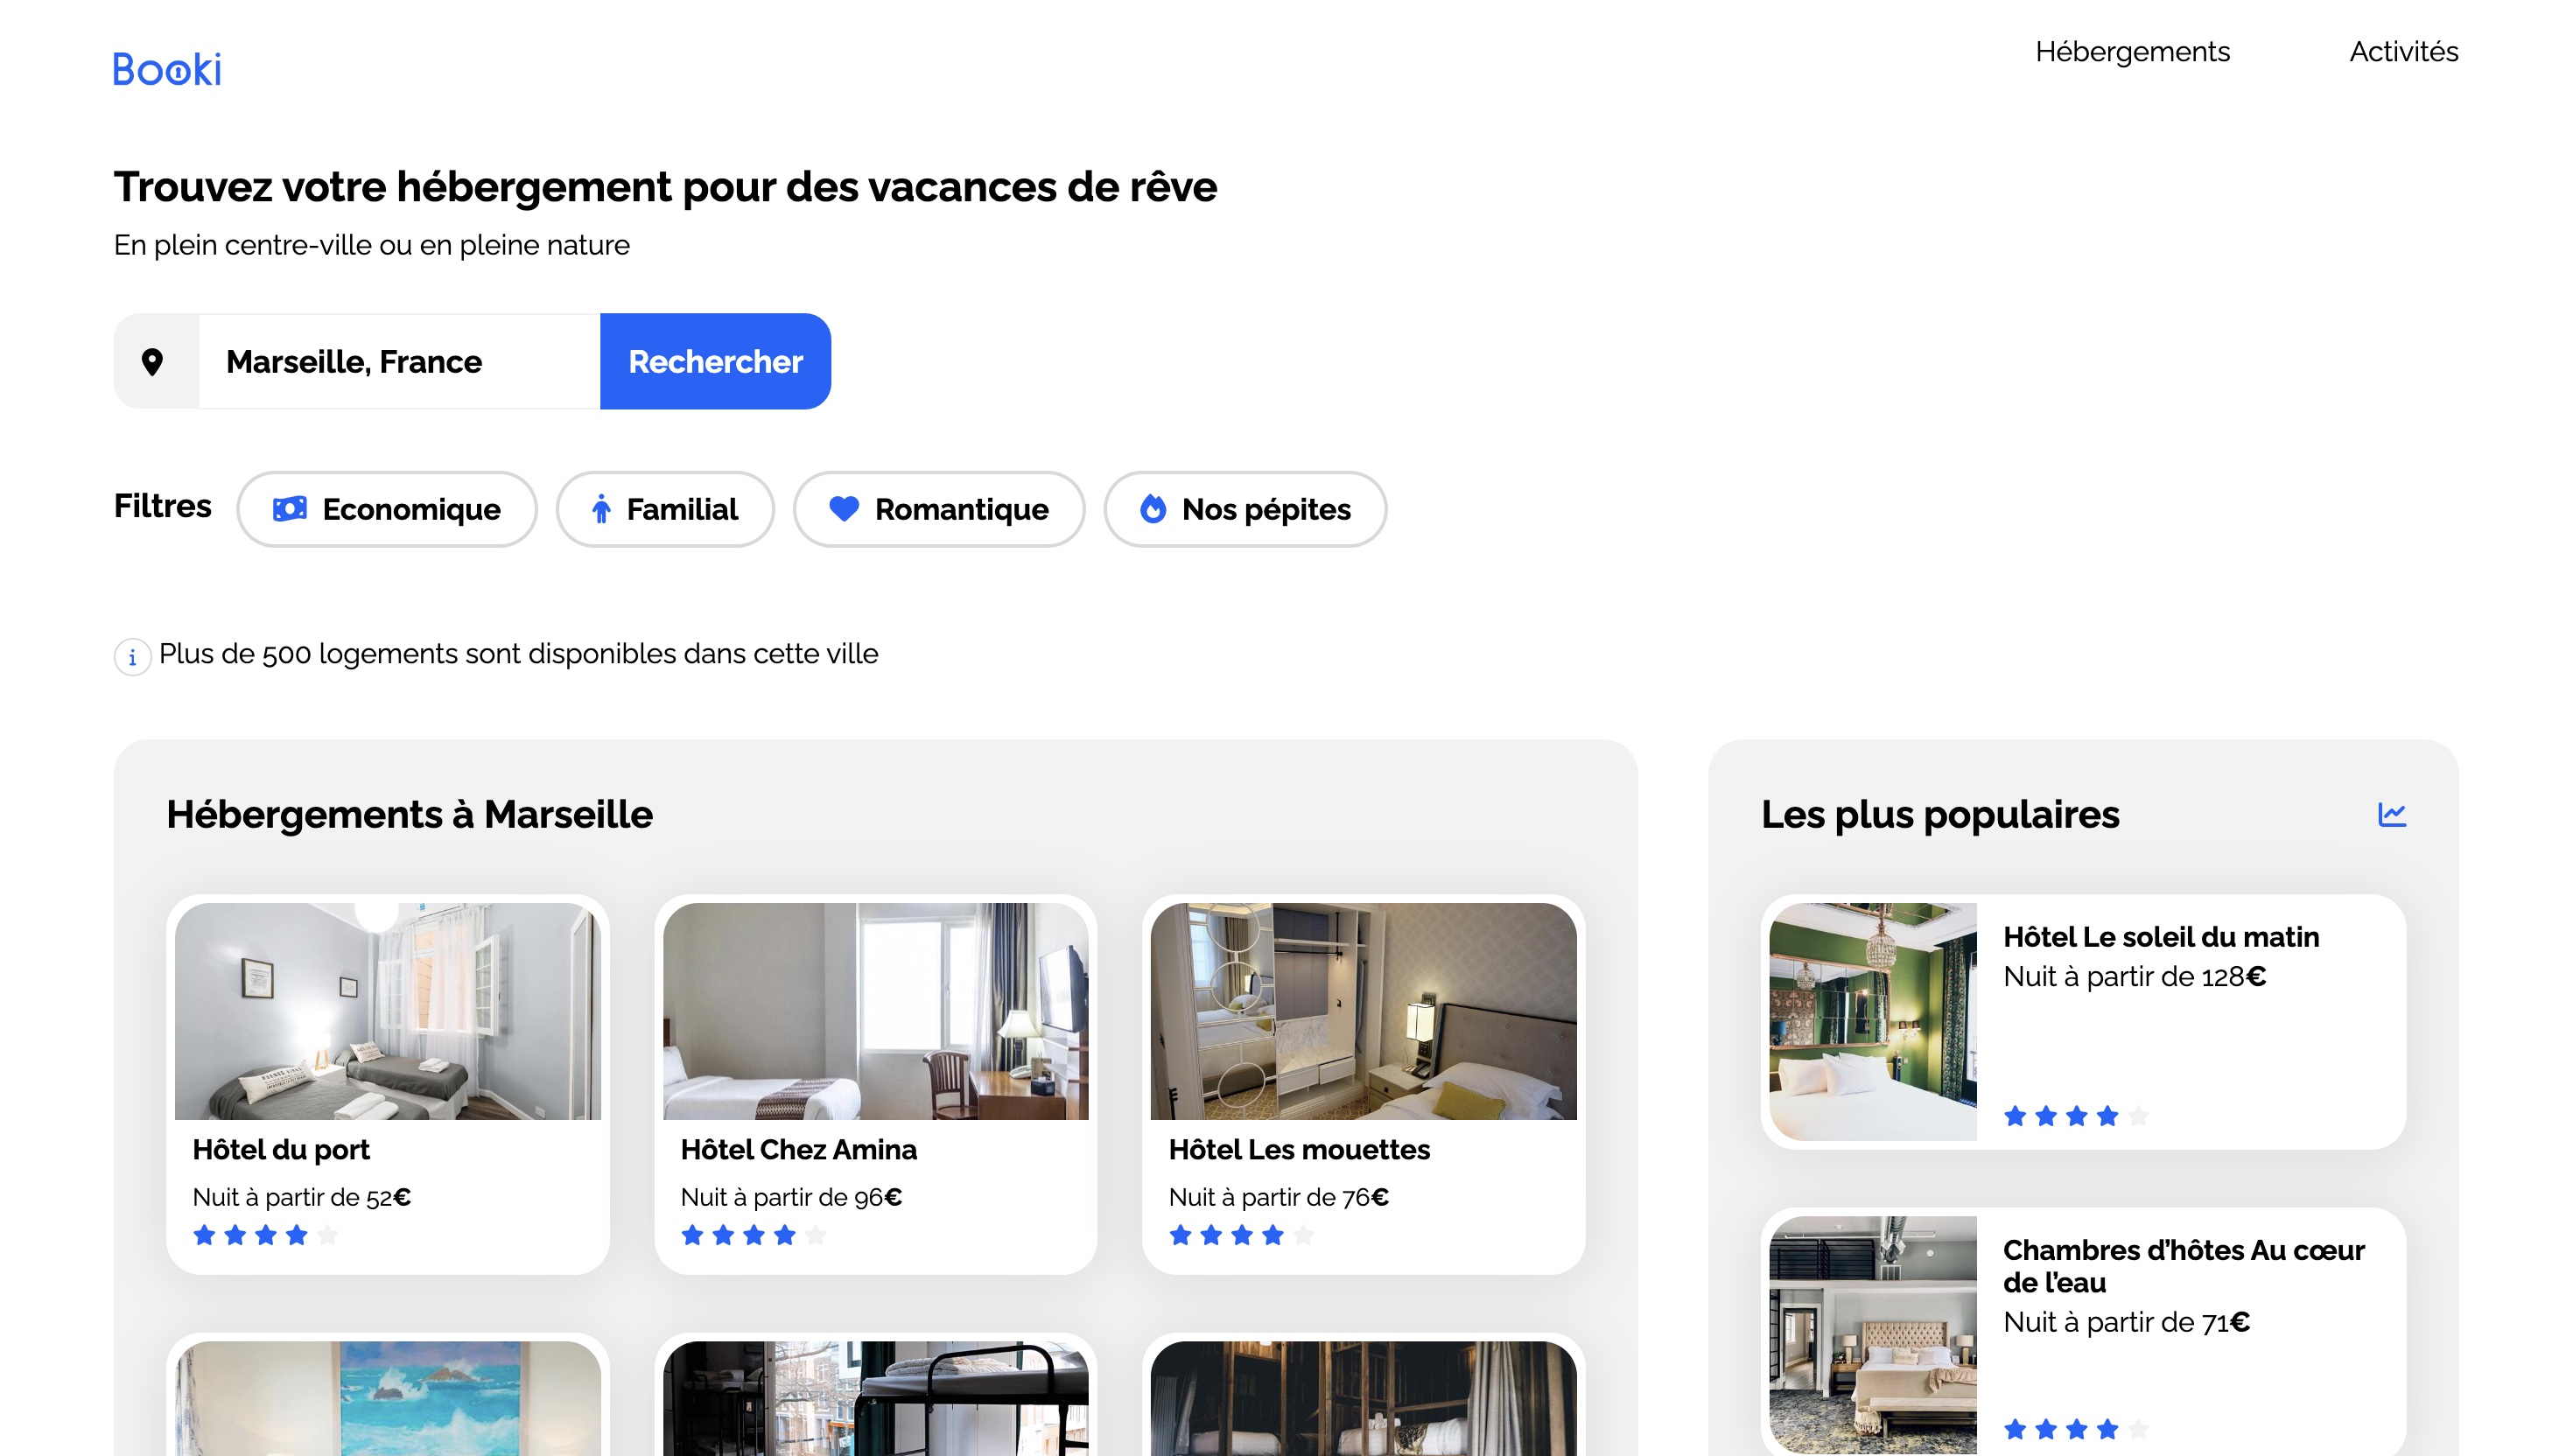 Booki
Hébergements
Activités
Trouvez votre hébergement pour des vacances de rêve
En plein centre-ville ou en pleine nature
Marseille, France
Rechercher
Filtres
Economique
Familial
Romantique
Nos pépites
Plus de 500 logements sont disponibles dans cette ville
Hébergements à Marseille
Hôtel du port
Nuit à partir de 52€
Hôtel Chez Amina
Nuit à partir de 96€
Hôtel Les mouettes
Nuit à partir de 76€
Les plus populaires
Hôtel Le soleil du matin
Nuit à partir de 128€
Chambres d’hôtes Au cœur
de l’eau
Nuit à partir de 71€